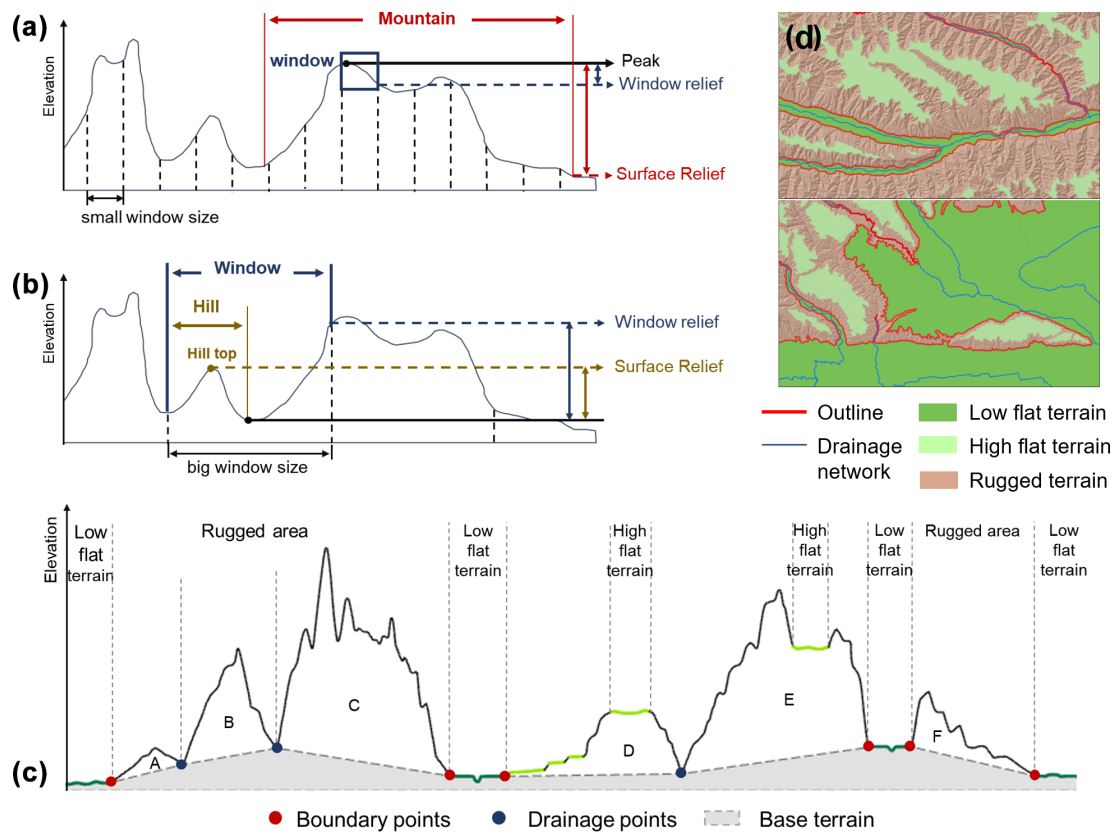 (a)
Elevation
Mountain
window
Peak
Window relief
Surface Relief
small window size
(b)
Elevation
Window
Hill
Hill top
Window relief
Surface Relief
big window size
(d)
Outline
Drainage
network
Low flat terrain
High flat terrain
Rugged terrain
(c)
Elevation
Low
flat
terrain
Rugged area
Low
flat
terrain
High
flat
terrain
High
flat
terrain
Low
flat
terrain
Rugged area
Low
flat
terrain
A
B
C
D
E
F
Boundary points
Drainage points
Base terrain